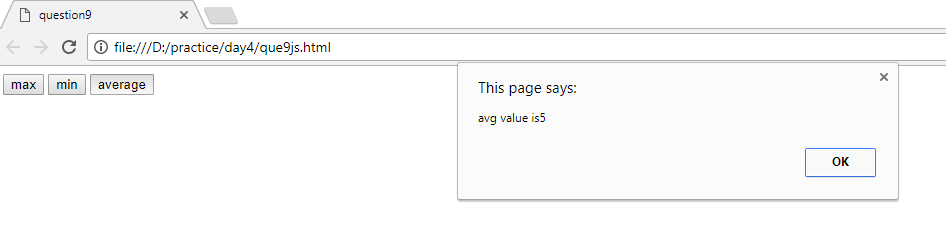 question9
file:///D:/practice/day4/que9js.html
max min average
This page says:
avg value is5
OK